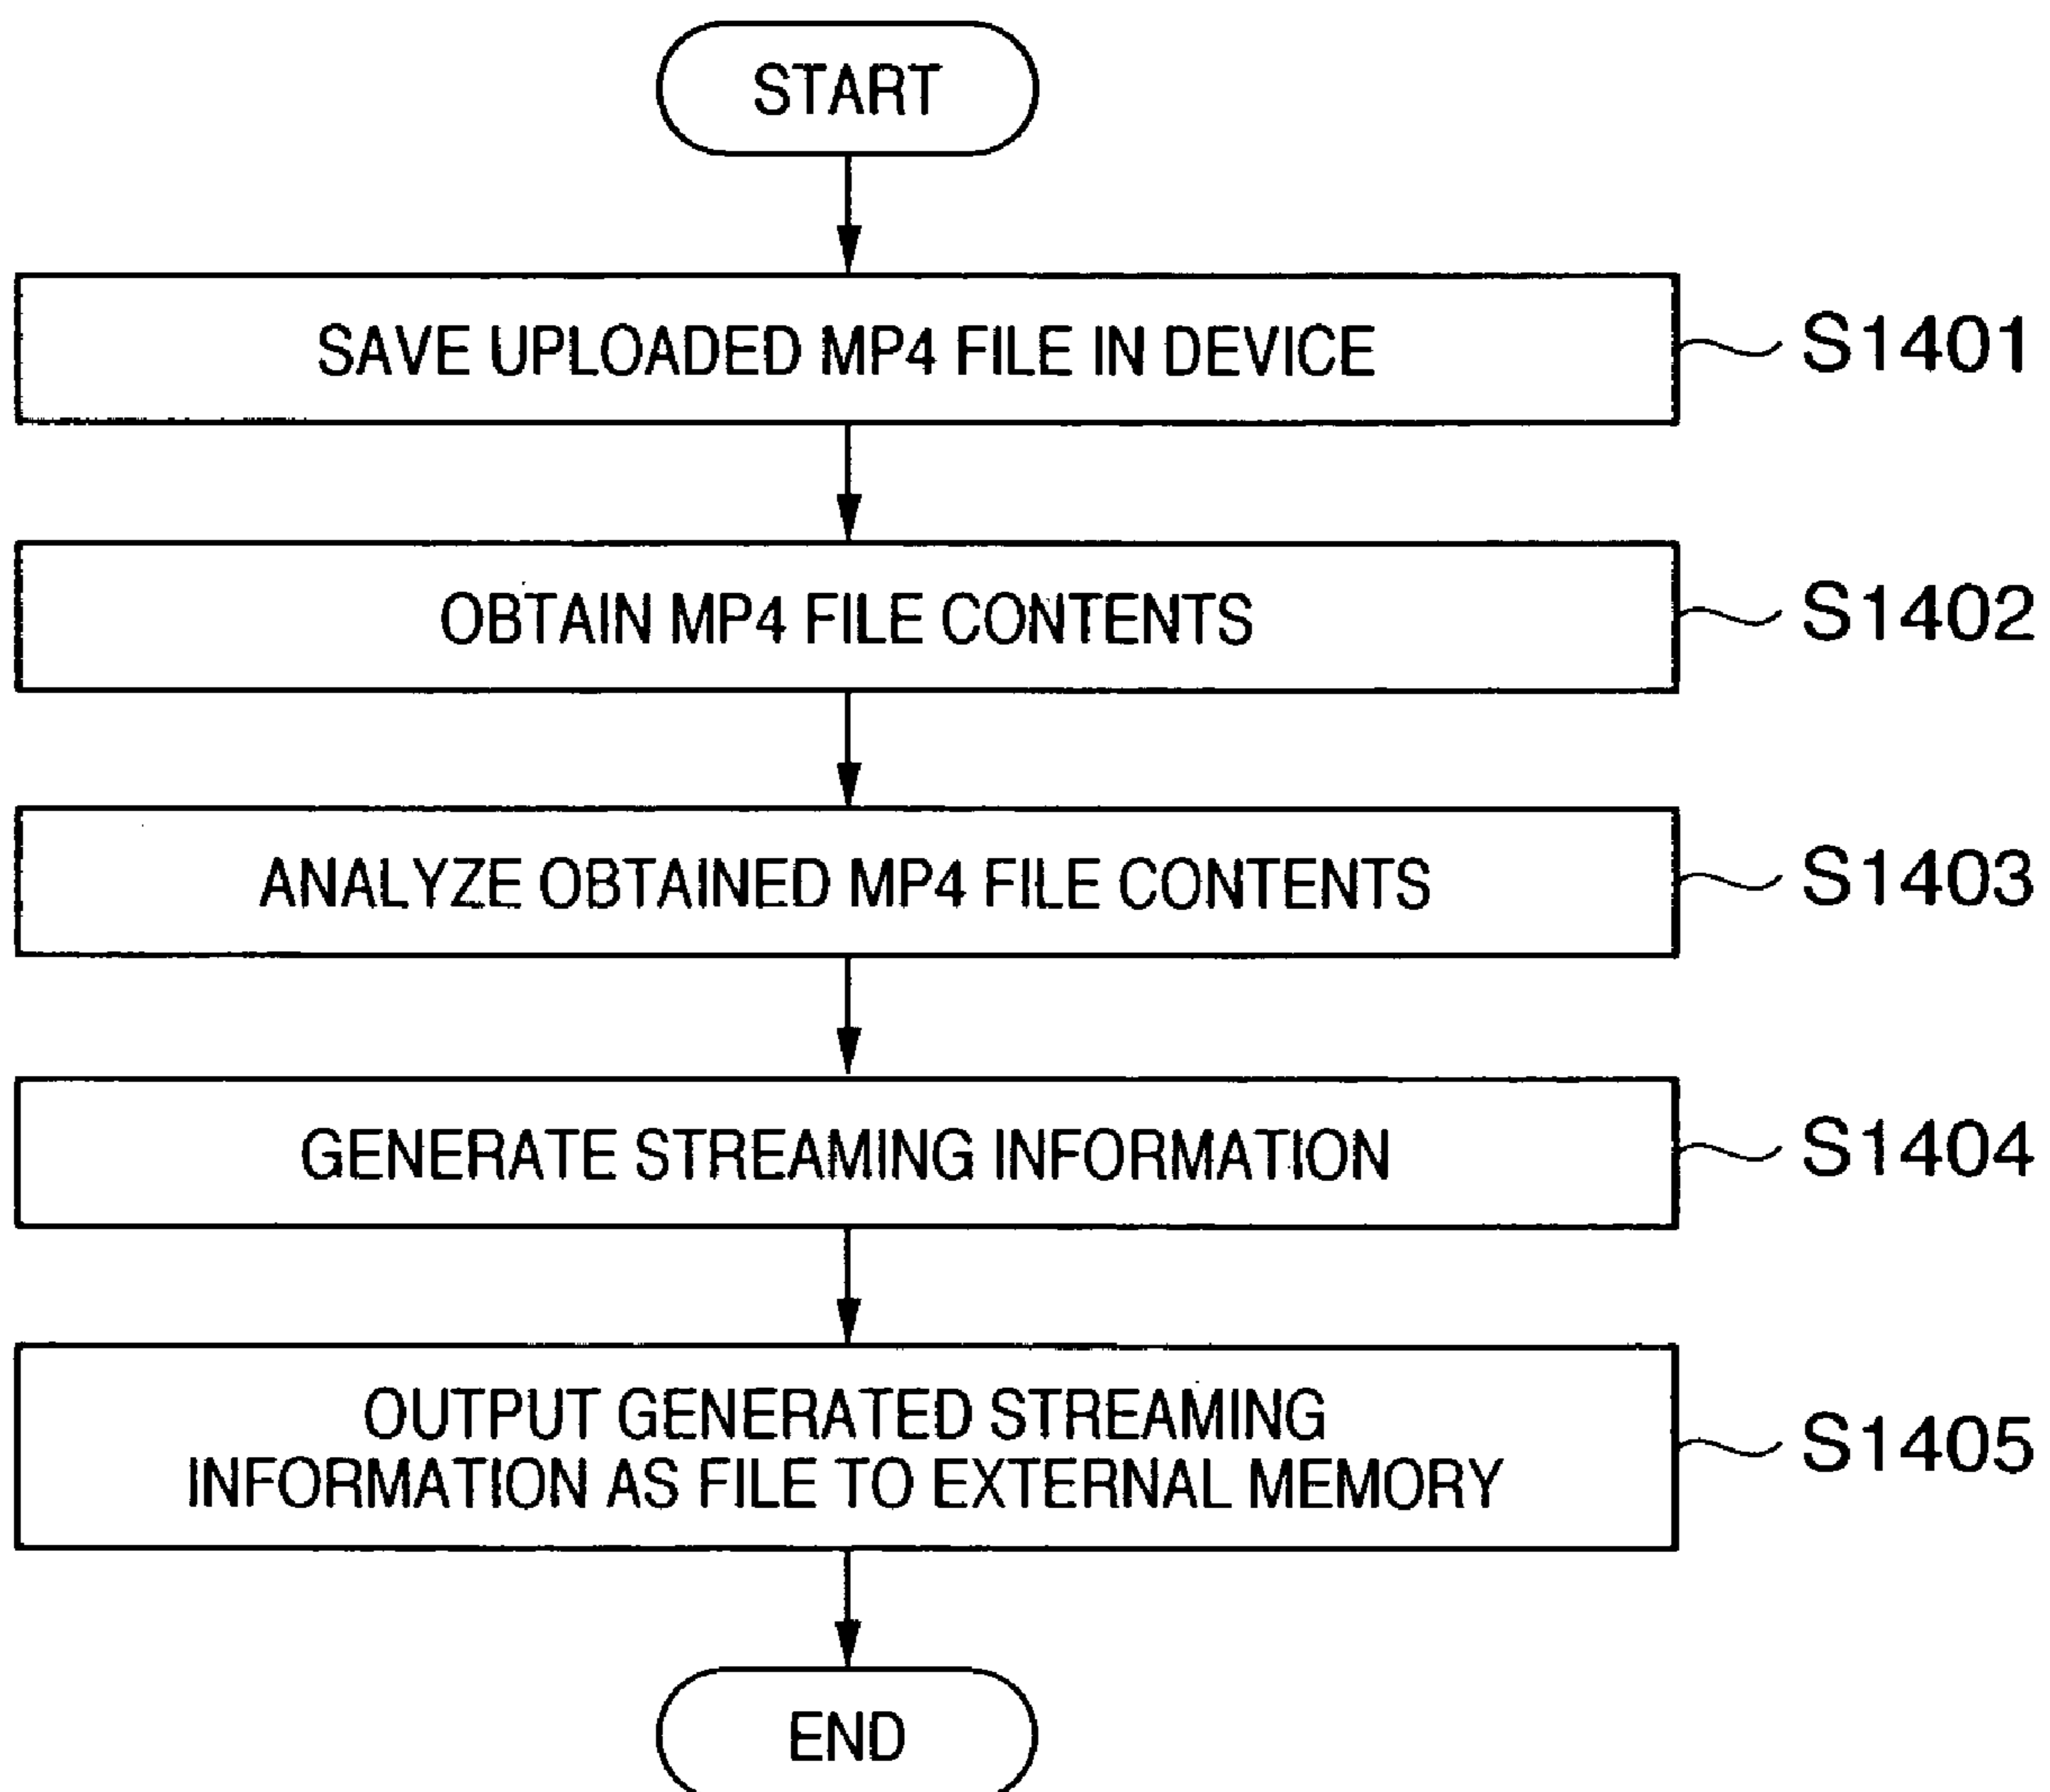 START
SAVE UPLOADED MP4 FILE IN DEVICE
S1401
OBTAIN MP4 FILE CONTENTS
S1402
ANALYZE OBTAINED MP4 FILE CONTENTS
S1403
GENERATE STREAMING INFORMATION
S1404
OUTPUT GENERATED STREAMING
INFORMATION AS FILE TO EXTERNAL MEMORY
S1405
END